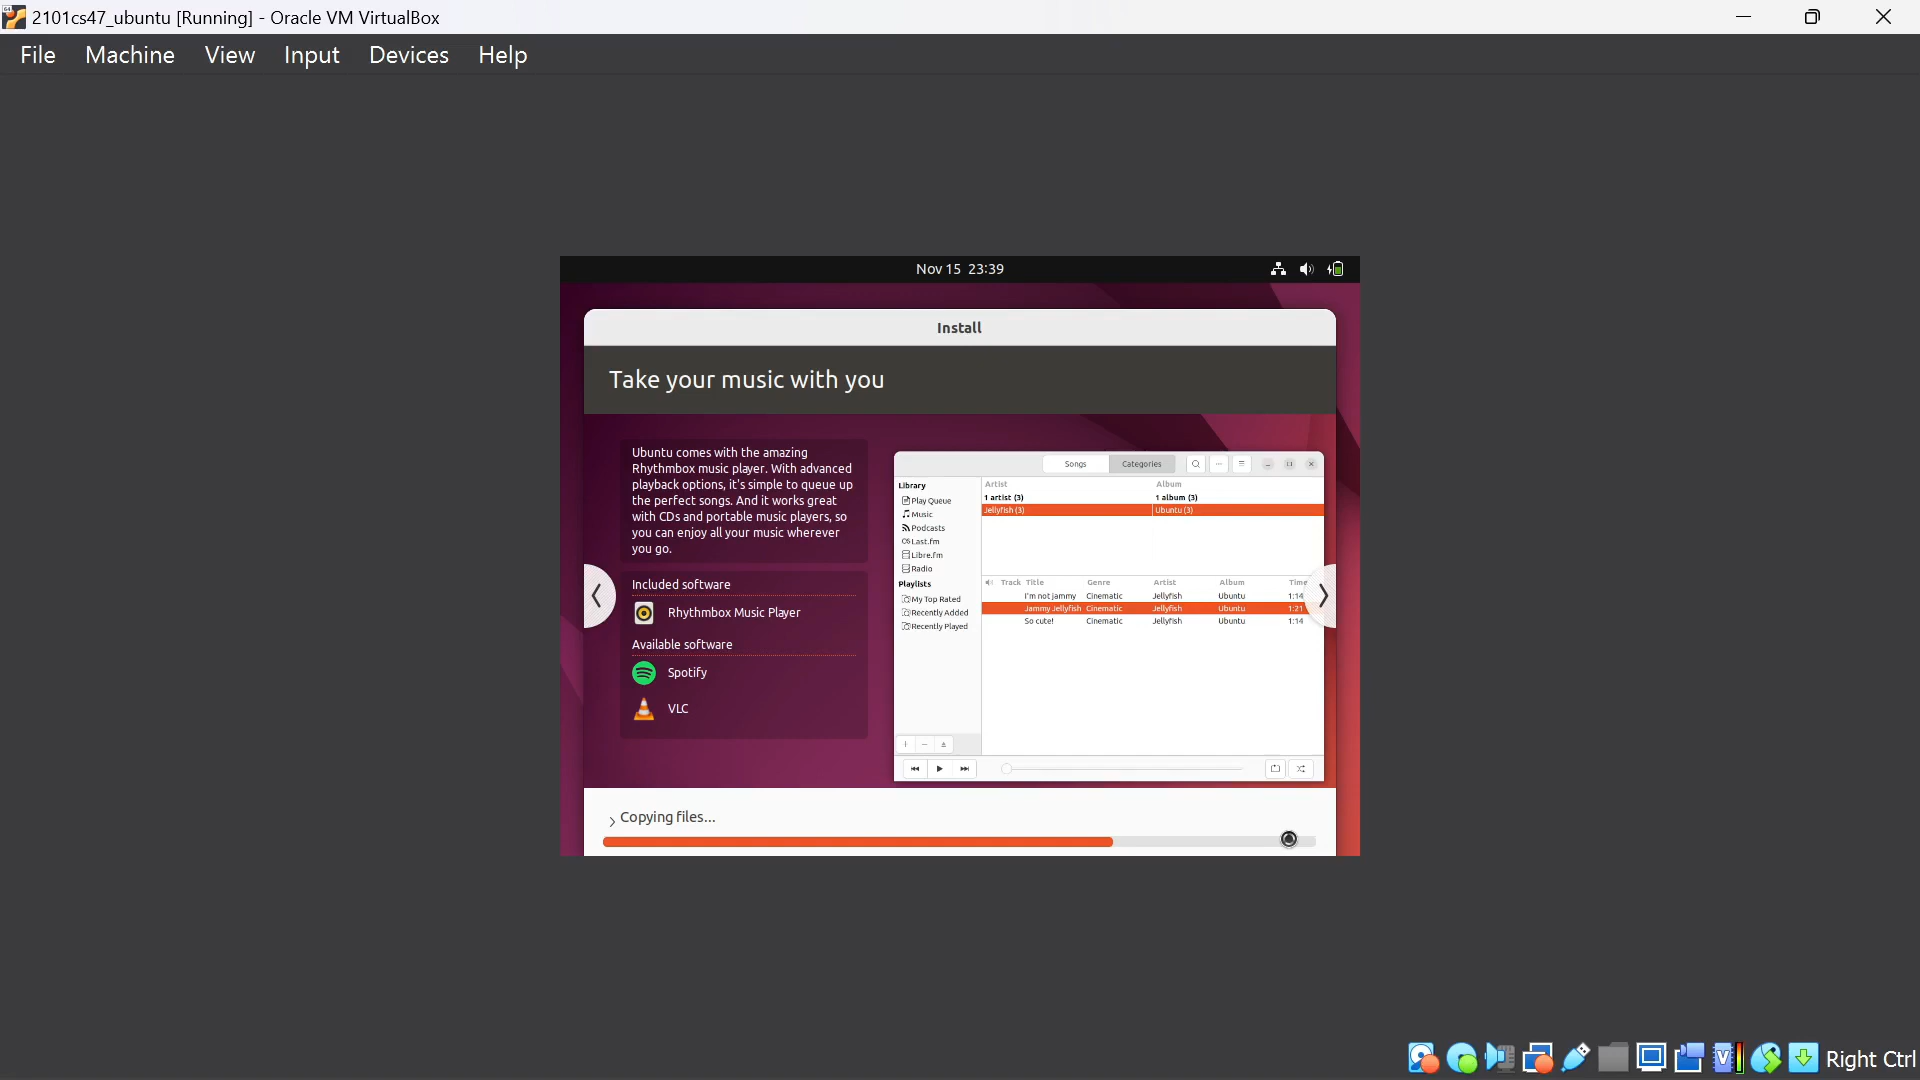 2101cs47_ubuntu [Running] - Oracle VM VirtualBox
File Machine View Input Devices Help
Nov 15 23:39
Install
Take your music with you
Ubuntu comes with the amazing
Rhythmbox music player. With advanced
playback options, it's simple to queue up
the perfect songs. And it works great
with CDs and portable music players, so
you can enjoy all your music wherever
you go.
Included software
Rhythmbox Music Player
Available software
Spotify
VLC
Songs Categories
Library
Play Queue
Music
Podcasts
Last.fm
Libre.fm
Radio
Playlists
My Top Rated
Recently Added
Recently Played
Artist Album
1 artist (3) 1 album (3)
Jellyfish (3) Ubuntu (3)
Track Title Genre Artist Album Time
I'm not jammy Cinematic Jellyfish Ubuntu 1:14
Jammy Jellyfish Cinematic Jellyfish Ubuntu 1:21
So cute! Cinematic Jellyfish Ubuntu 1:14
Copying files...
Right Ctrl